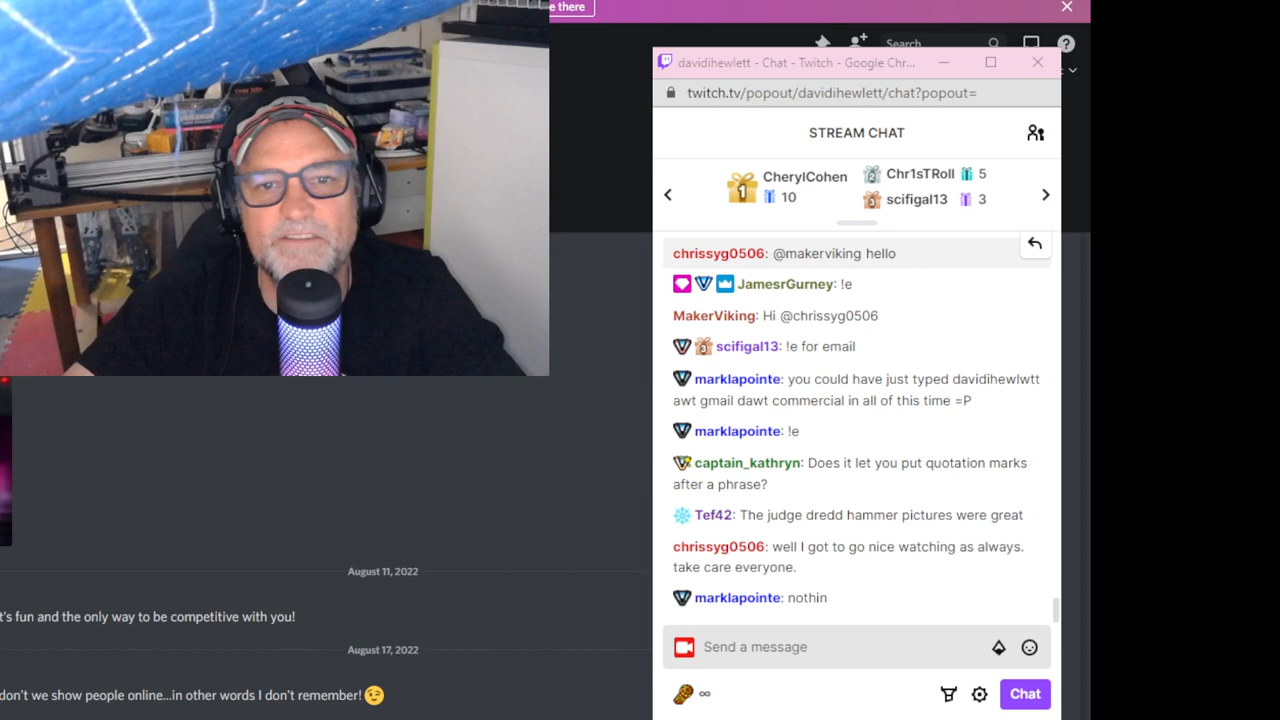 e there
Search
davidihewlett - Chat - Twitch - Google Chr...
twitch.tv/popout/davidihewlett/chat?popout=
STREAM CHAT
1 CherylCohen 10
2 Chr1sTRoll 5
3 scifigal13 3
chrissyg0506: @makerviking hello
JamesrGurney: !e
MakerViking: Hi @chrissyg0506
3 scifigal13: !e for email
marklapointe: you could have just typed davidihewlwtt
awt gmail dawt commercial in all of this time =P
marklapointe: !e
captain_kathryn: Does it let you put quotation marks
after a phrase?
Tef42: The judge dredd hammer pictures were great
chrissyg0506: well I got to go nice watching as always.
take care everyone.
marklapointe: nothin
Send a message
∞
Chat
August 11, 2022
t's fun and the only way to be competitive with you!
August 17, 2022
don't we show people online...in other words I don't remember! 😉